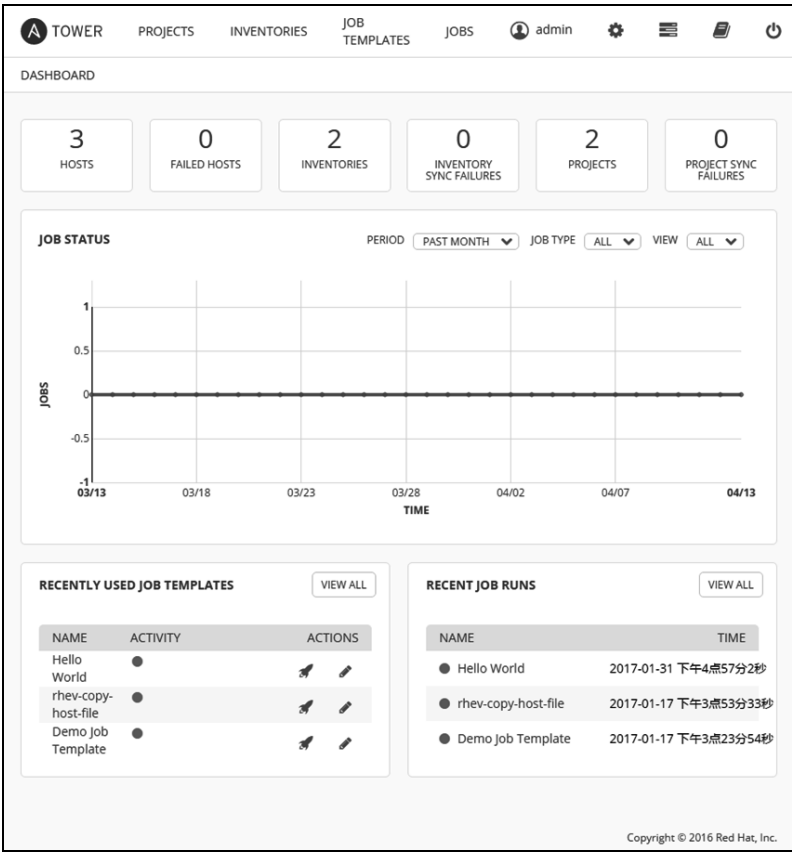 TOWER PROJECTS INVENTORIES JOB TEMPLATES JOBS admin
DASHBOARD
3 HOSTS
0 FAILED HOSTS
2 INVENTORIES
0 INVENTORY SYNC FAILURES
2 PROJECTS
0 PROJECT SYNC FAILURES
JOB STATUS PERIOD PAST MONTH JOB TYPE ALL VIEW ALL
1
0.5
0
-0.5
-1
JOBS
03/13 03/18 03/23 03/28 04/02 04/07 04/13
TIME
RECENTLY USED JOB TEMPLATES VIEW ALL
NAME ACTIVITY ACTIONS
Hello
World
rhev-copy-
host-file
Demo Job
Template
RECENT JOB RUNS VIEW ALL
NAME TIME
Hello World 2017-01-31 下午4点57分2秒
rhev-copy-host-file 2017-01-17 下午3点53分33秒
Demo Job Template 2017-01-17 下午3点23分54秒
Copyright © 2016 Red Hat, Inc.